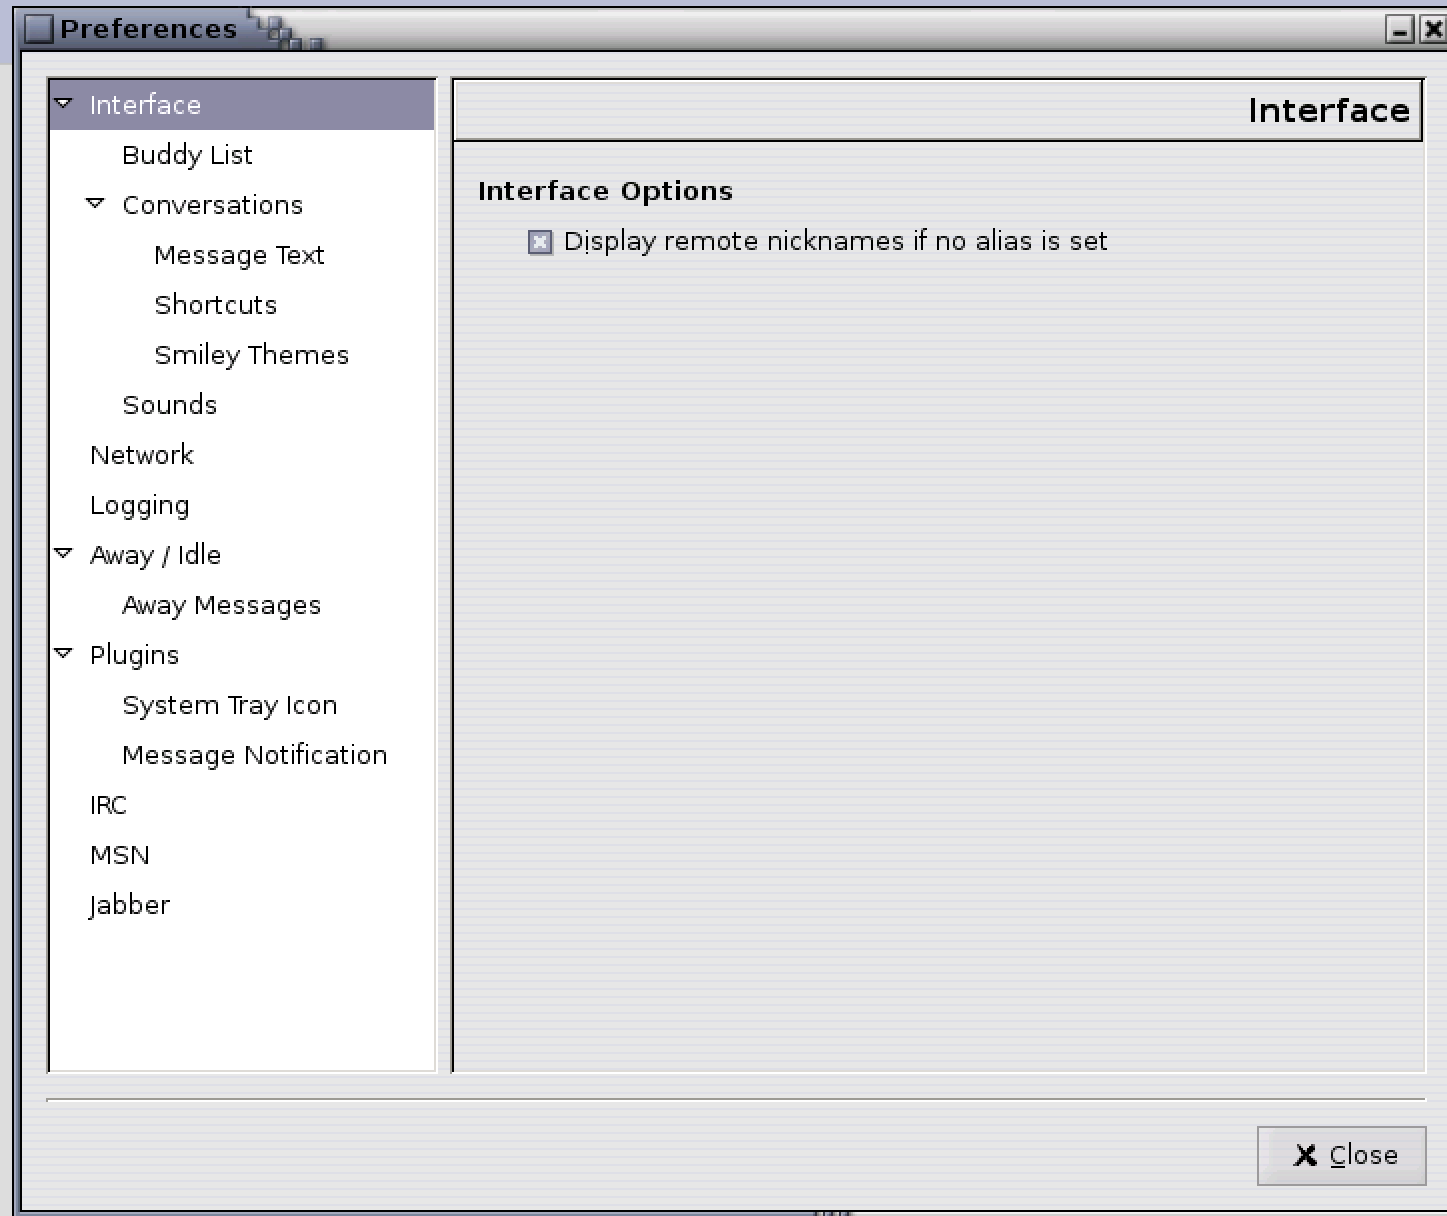 Preferences
Interface
Buddy List
Conversations
Message Text
Shortcuts
Smiley Themes
Sounds
Network
Logging
Away / Idle
Away Messages
Plugins
System Tray Icon
Message Notification
IRC
MSN
Jabber
Interface
Interface Options
Display remote nicknames if no alias is set
Close